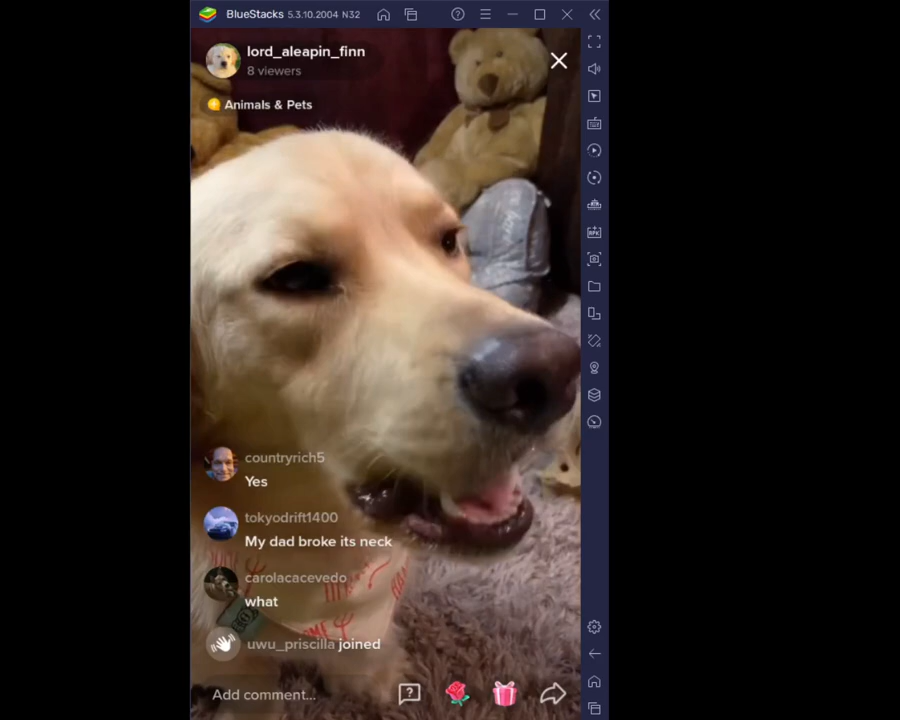 BlueStacks 5.3.10.2004 N32
lord_aleapin_finn
8 viewers
Animals & Pets
countryrich5
Yes
tokyodrift1400
My dad broke its neck
carolacacevedo
what
uwu_priscilla joined
Add comment...